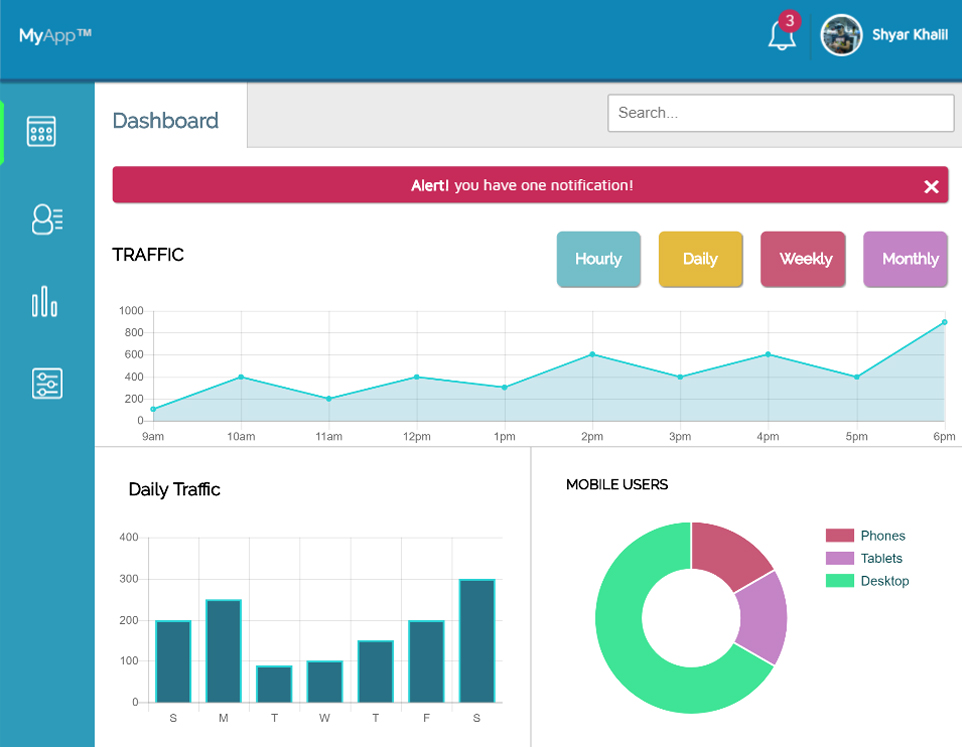 MyApp™
3
Shyar Khalil
Dashboard
Search...
Alert! you have one notification!
TRAFFIC
Hourly
Daily
Weekly
Monthly
1000
800
600
400
200
0
9am 10am 11am 12pm 1pm 2pm 3pm 4pm 5pm 6pm
Daily Traffic
400
300
200
100
0
S M T W T F S
MOBILE USERS
Phones
Tablets
Desktop